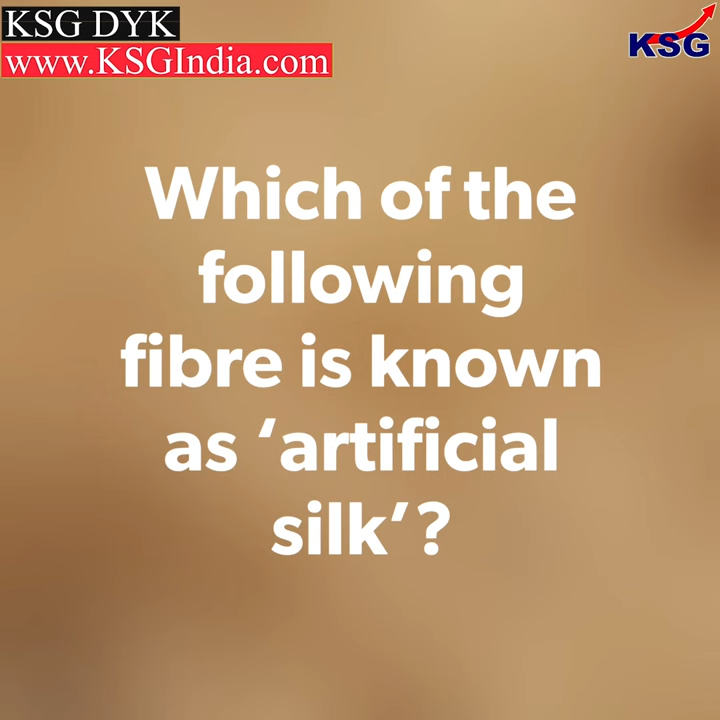 KSG DYK
www.KSGIndia.com
KSG
Which of the
following
fibre is known
as ‘artificial
silk’?